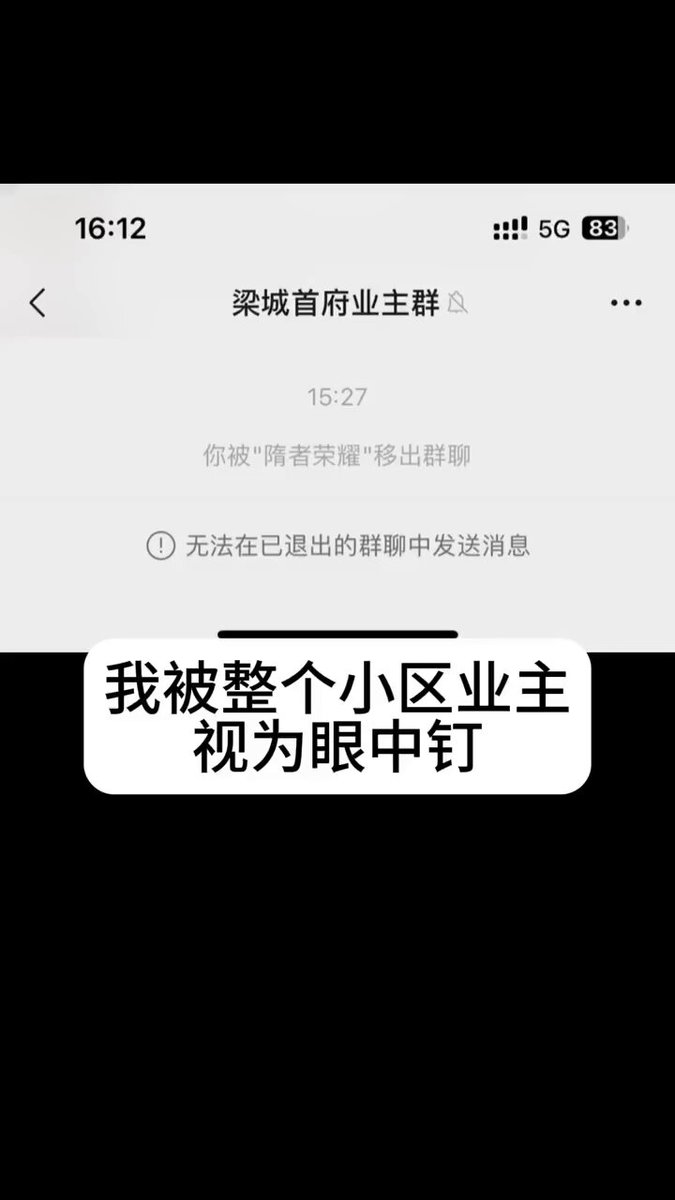 16:12 5G 83
梁城首府业主群
15:27
你被"隋者荣耀"移出群聊
无法在已退出的群聊中发送消息
我被整个小区业主
视为眼中钉